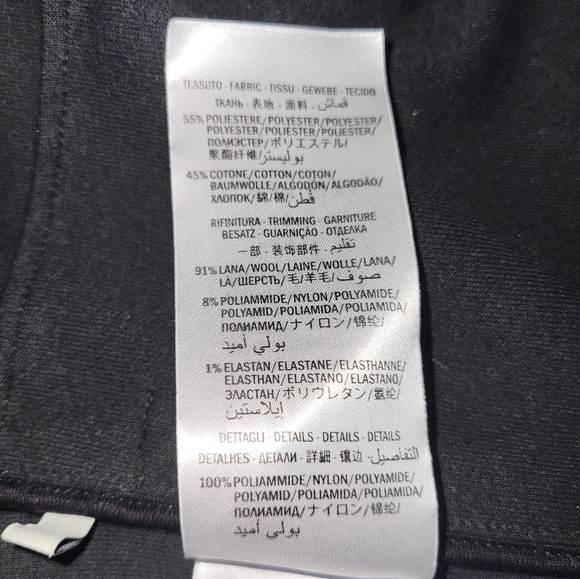 TESSUTO - FABRIC - TISSU - GEWEBE - TECIDO
ТКАНЬ - 表地 - 面料 - قماش
55% POLIESTERE/POLYESTER/POLYESTER/
POLYESTER/POLIÉSTER/POLIÉSTER/
ПОЛИЭСТЕР/ポリエステル/
聚酯纤维/بوليستر
45% COTONE/COTTON/COTON/
BAUMWOLLE/ALGODÓN/ALGODÃO/
ХЛОПОК/綿/棉/قطن
RIFINITURA - TRIMMING - GARNITURE
BESATZ - GUARNIÇÃO - ОТДЕЛКА
一部 - 装饰部件 - تقليم
91% LANA/WOOL/LAINE/WOLLE/LANA/
LÃ/ШЕРСТЬ/毛/羊毛/صوف
8% POLIAMMIDE/NYLON/POLYAMIDE/
POLYAMID/POLIAMIDA/POLIAMIDA/
ПОЛИАМИД/ナイロン/锦纶/
بولي أميد
1% ELASTAN/ELASTANE/ELASTHANNE/
ELASTHAN/ELASTANO/ELASTANO/
ЭЛАСТАН/ポリウレタン/氨纶/
إيلاستين
DETTAGLI - DETAILS - DETAILS - DETAILS
DETALHES - ДЕТАЛИ - 詳細 - 镶边 - التفاصيل
100% POLIAMMIDE/NYLON/POLYAMIDE/
POLYAMID/POLIAMIDA/POLIAMIDA/
ПОЛИАМИД/ナイロン/锦纶/
بولي أميد